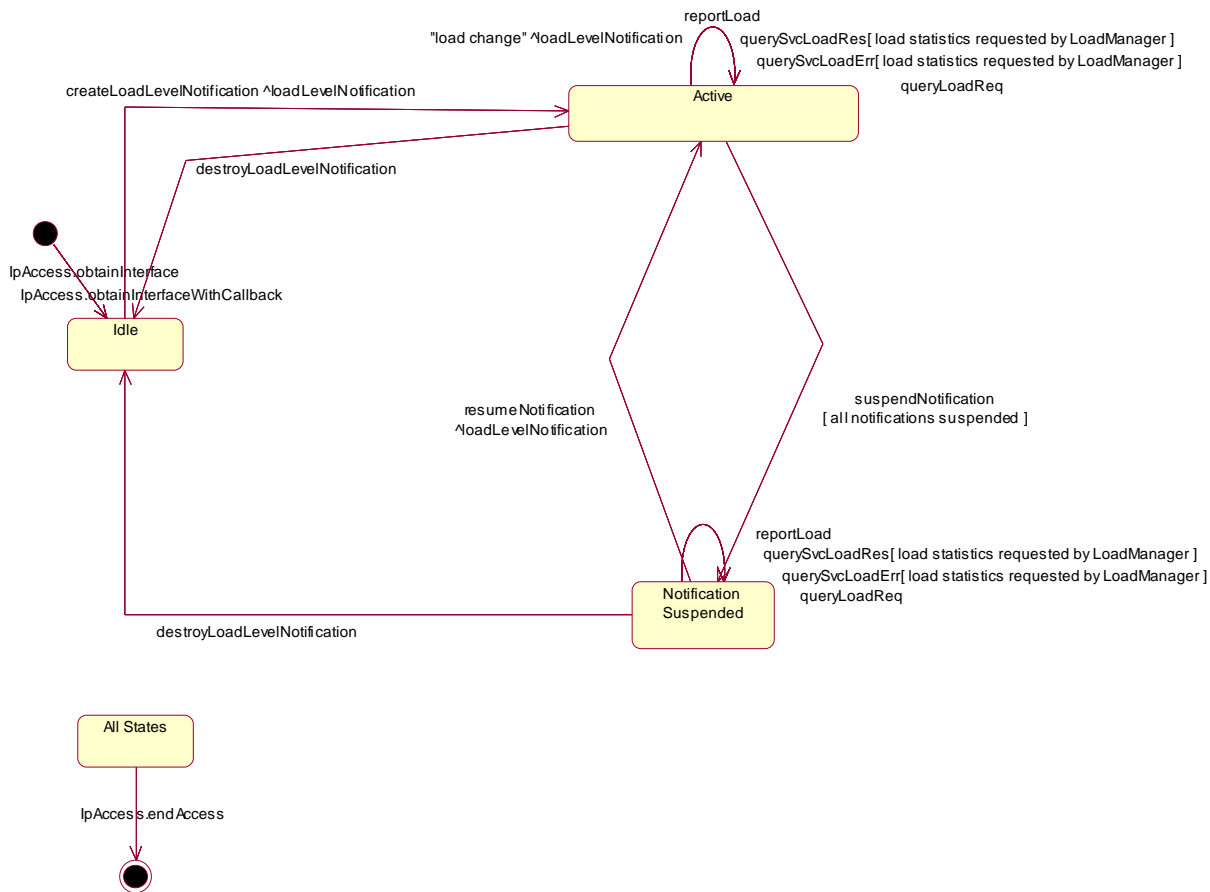 reportLoad
"load change" ^loadLevelNotification
querySvcLoadRes[ load statistics requested by LoadManager ]
querySvcLoadErr[ load statistics requested by LoadManager ]
queryLoadReq
Active
createLoadLevelNotification ^loadLevelNotification
destroyLoadLevelNotification
IpAccess.obtainInterface
IpAccess.obtainInterfaceWithCallback
Idle
resumeNotification
^loadLevelNotification
suspendNotification
[ all notifications suspended ]
reportLoad
querySvcLoadRes[ load statistics requested by LoadManager ]
querySvcLoadErr[ load statistics requested by LoadManager ]
queryLoadReq
Notification
Suspended
destroyLoadLevelNotification
All States
IpAccess.endAccess